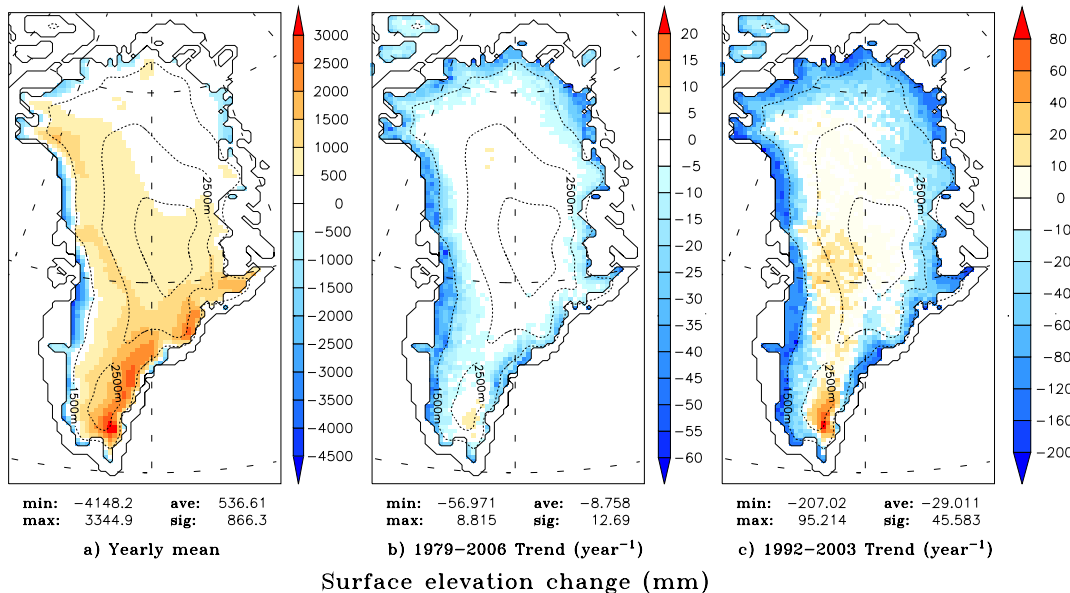 3000
2500
2000
1500
1000
500
0
−500
−1000
−1500
−2000
−2500
−3000
−3500
−4000
−4500
2500m
2500m
1500m
20
15
10
5
0
−5
−10
−15
−20
−25
−30
−35
−40
−45
−50
−55
−60
2500m
2500m
1500m
80
60
40
20
10
0
−10
−20
−40
−60
−80
−120
−160
−200
2500m
2500m
1500m
min: −4148.2 ave: 536.61
max: 3344.9 sig: 866.3
a) Yearly mean
min: −56.971 ave: −8.758
max: 8.815 sig: 12.69
b) 1979−2006 Trend (year⁻¹)
min: −207.02 ave: −29.011
max: 95.214 sig: 45.583
c) 1992−2003 Trend (year⁻¹)
Surface elevation change (mm)